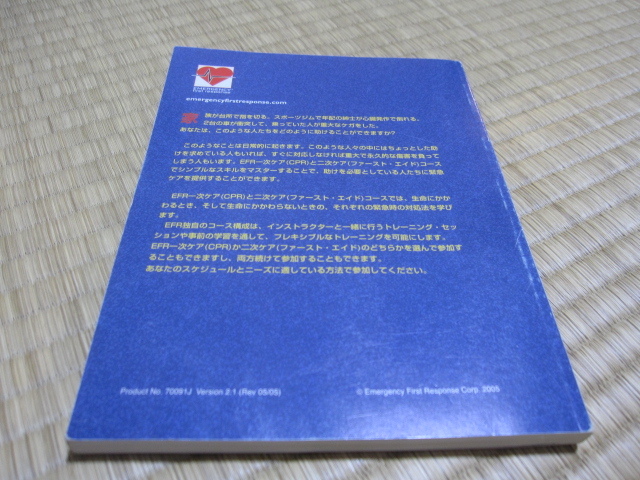 EMERGENCY
FIRST RESPONSE
emergencyfirstresponse.com
家族が台所で指を切る、スポーツジムで年配の紳士が心臓発作で倒れる、
2台の車が衝突して、乗っていた人が重大なケガをした。
あなたは、このような人たちをどのように助けることができますか?
このようなことは日常的に起きます。このような人々の中にはちょっとした助
けを求めている人もいれば、すぐに対応しなければ重大で永久的な障害を負って
しまう人もいます。EFR一次ケア(CPR)と二次ケア(ファースト・エイド)コース
でシンプルなスキルをマスターすることで、助けを必要としている人たちに緊急
ケアを提供することができます。
EFR一次ケア(CPR)と二次ケア(ファースト・エイド)コースでは、生命にかか
わるとき、そして生命にかかわらないときの、それぞれの緊急時の対処法を学び
ます。
EFR独自のコース構成は、インストラクターと一緒に行うトレーニング・セッ
ションや事前の学習を通して、フレキシブルなトレーニングを可能にします。
EFR一次ケア(CPR)か二次ケア(ファースト・エイド)のどちらかを選んで参加す
ることもできますし、両方続けて参加することもできます。
あなたのスケジュールとニーズに適している方法で参加してください。
Product No. 70091J Version 2.1 (Rev 05/05)
© Emergency First Response Corp. 2005